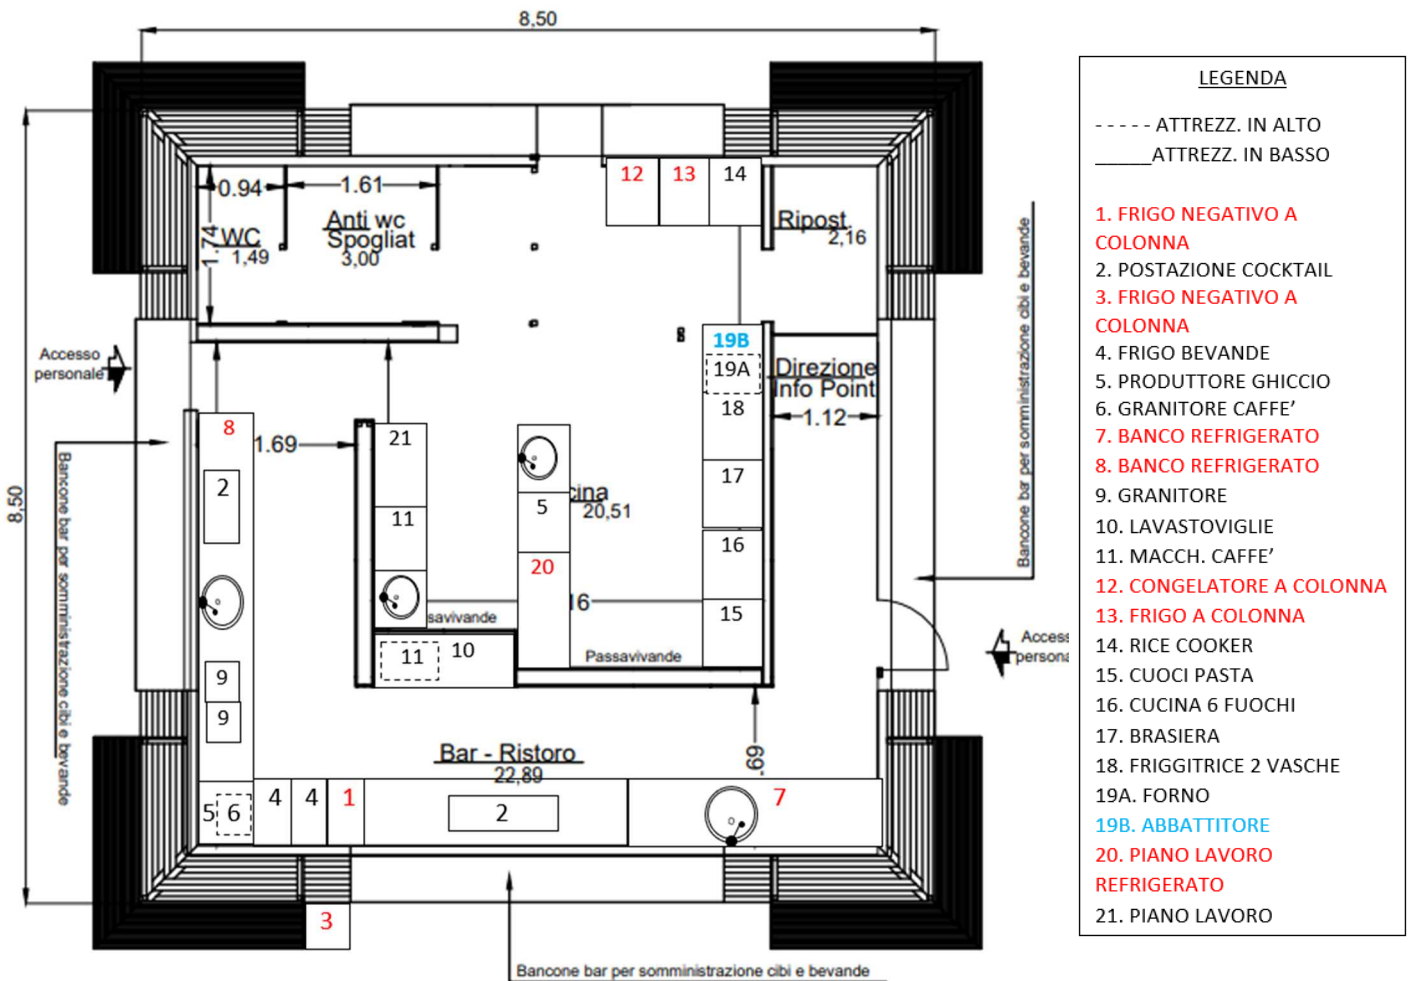 8,50
LEGENDA
- - - - - ATTREZZ. IN ALTO
_____ATTREZZ. IN BASSO
1. FRIGO NEGATIVO A
COLONNA
2. POSTAZIONE COCKTAIL
3. FRIGO NEGATIVO A
COLONNA
4. FRIGO BEVANDE
5. PRODUTTORE GHICCIO
6. GRANITORE CAFFE'
7. BANCO REFRIGERATO
8. BANCO REFRIGERATO
9. GRANITORE
10. LAVASTOVIGLIE
11. MACCH. CAFFE'
12. CONGELATORE A COLONNA
13. FRIGO A COLONNA
14. RICE COOKER
15. CUOCI PASTA
16. CUCINA 6 FUOCHI
17. BRASIERA
18. FRIGGITRICE 2 VASCHE
19A. FORNO
19B. ABBATTITORE
20. PIANO LAVORO
REFRIGERATO
21. PIANO LAVORO
12 13 14
0.94
1.61
1.74
WC
1,49
Anti wc
Spogliat
3,00
Ripost.
2,16
Accesso
personale
19B
19A
18
17
16
15
Direzione
Info Point
1.12
8
1.69
2
21
11
5
20
cina
20,51
16
savivande
Passavivande
11 10
9
9
Bar - Ristoro
22,89
.69
5 6 4 4 1 2 7
3
8,50
Bancone bar per somministrazione cibi e bevande
Bancone bar per somministrazione cibi e bevande
Acces
persona
Bancone bar per somministrazione cibi e bevande